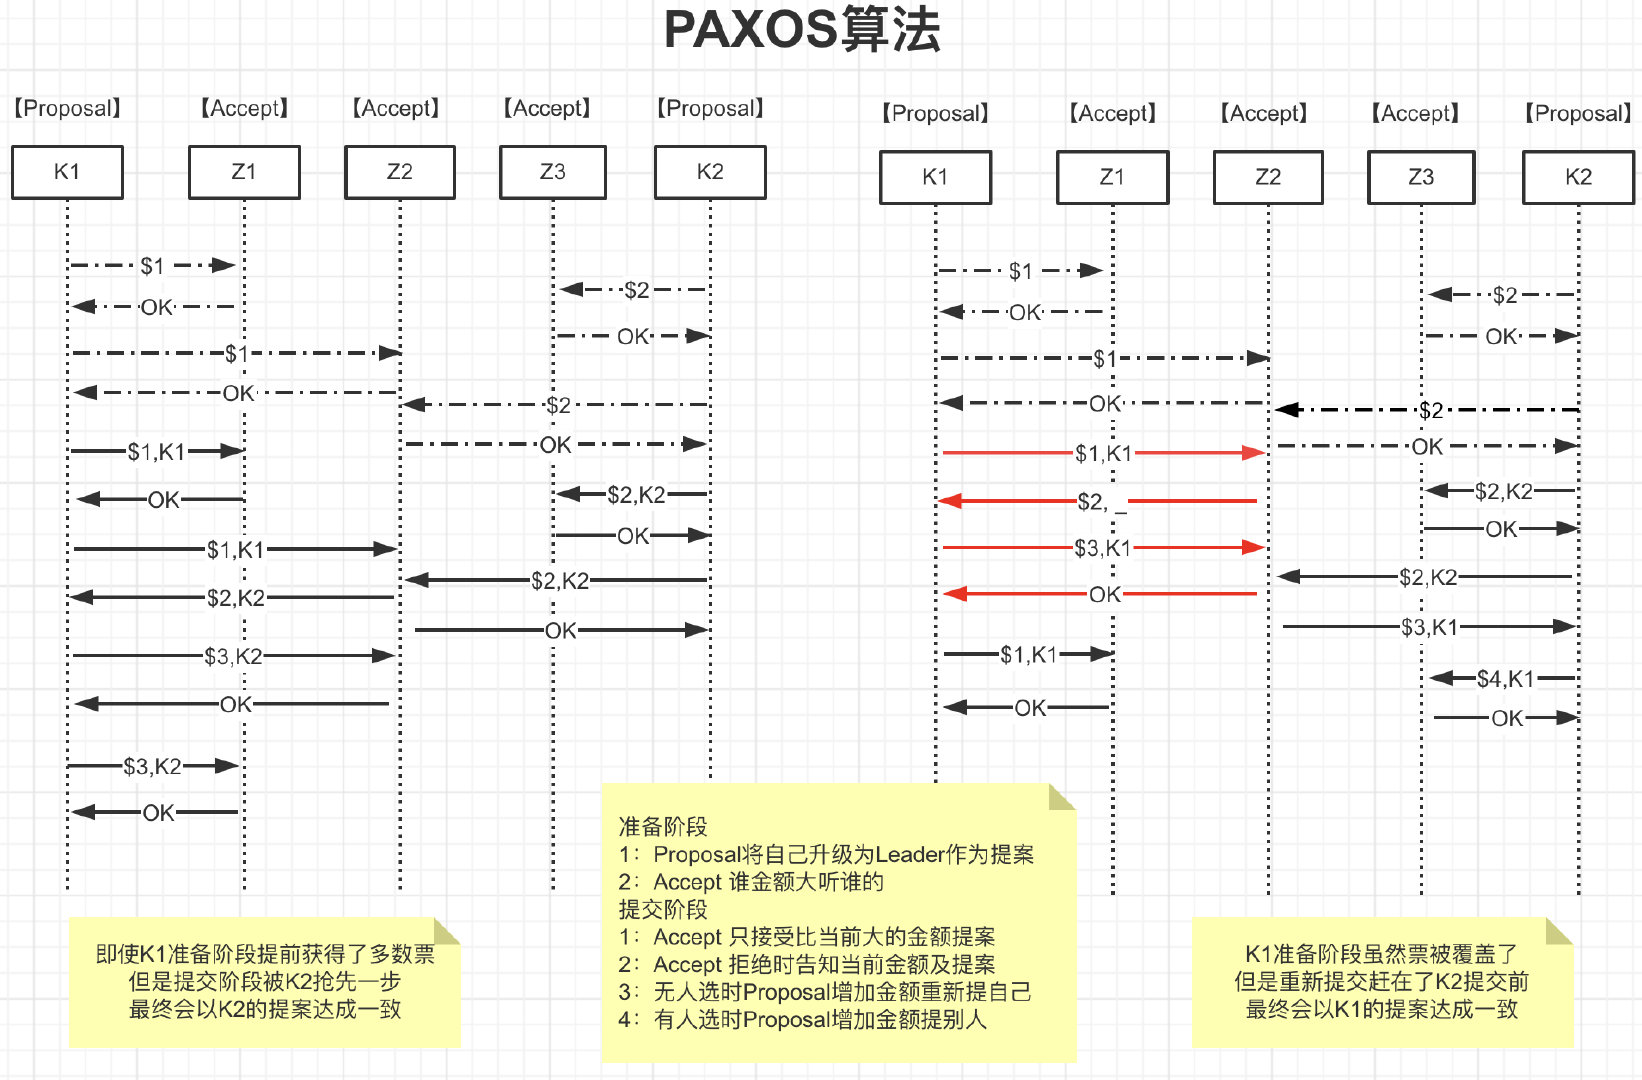 PAXOS算法
【Proposal】
【Accept】
【Accept】
【Accept】
【Proposal】
K1
Z1
Z2
Z3
K2
$1
$2
OK
OK
$1
OK
$2
OK
$1,K1
$2,K2
OK
OK
$1,K1
$2,K2
$2,K2
OK
$3,K2
OK
$3,K2
OK
即使K1准备阶段提前获得了多数票
但是提交阶段被K2抢先一步
最终会以K2的提案达成一致
【Proposal】
【Accept】
【Accept】
【Accept】
【Proposal】
K1
Z1
Z2
Z3
K2
$1
$2
OK
OK
$1
OK
$2
OK
$1,K1
$2,K2
$2, _
OK
$3,K1
$2,K2
OK
$3,K1
$1,K1
$4,K1
OK
OK
准备阶段
1：Proposal将自己升级为Leader作为提案
2：Accept 谁金额大听谁的
提交阶段
1：Accept 只接受比当前大的金额提案
2：Accept 拒绝时告知当前金额及提案
3：无人选时Proposal增加金额重新提自己
4：有人选时Proposal增加金额提别人
K1准备阶段虽然票被覆盖了
但是重新提交赶在了K2提交前
最终会以K1的提案达成一致